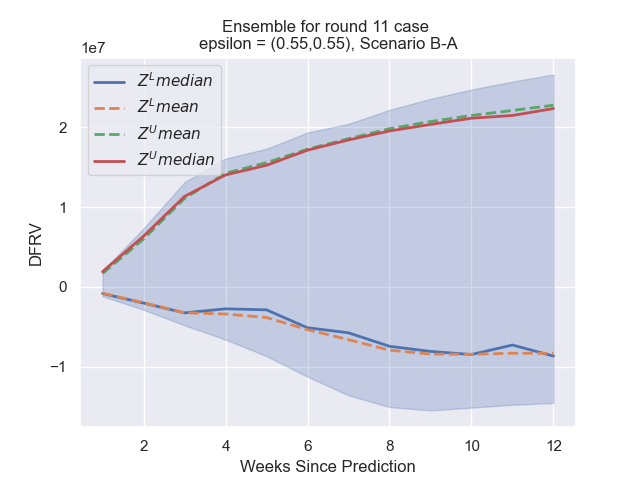 Ensemble for round 11 case
epsilon = (0.55,0.55), Scenario B-A
1e7
Z^L median
Z^L mean
Z^U mean
Z^U median
2
1
0
−1
DFRV
2 4 6 8 10 12
Weeks Since Prediction